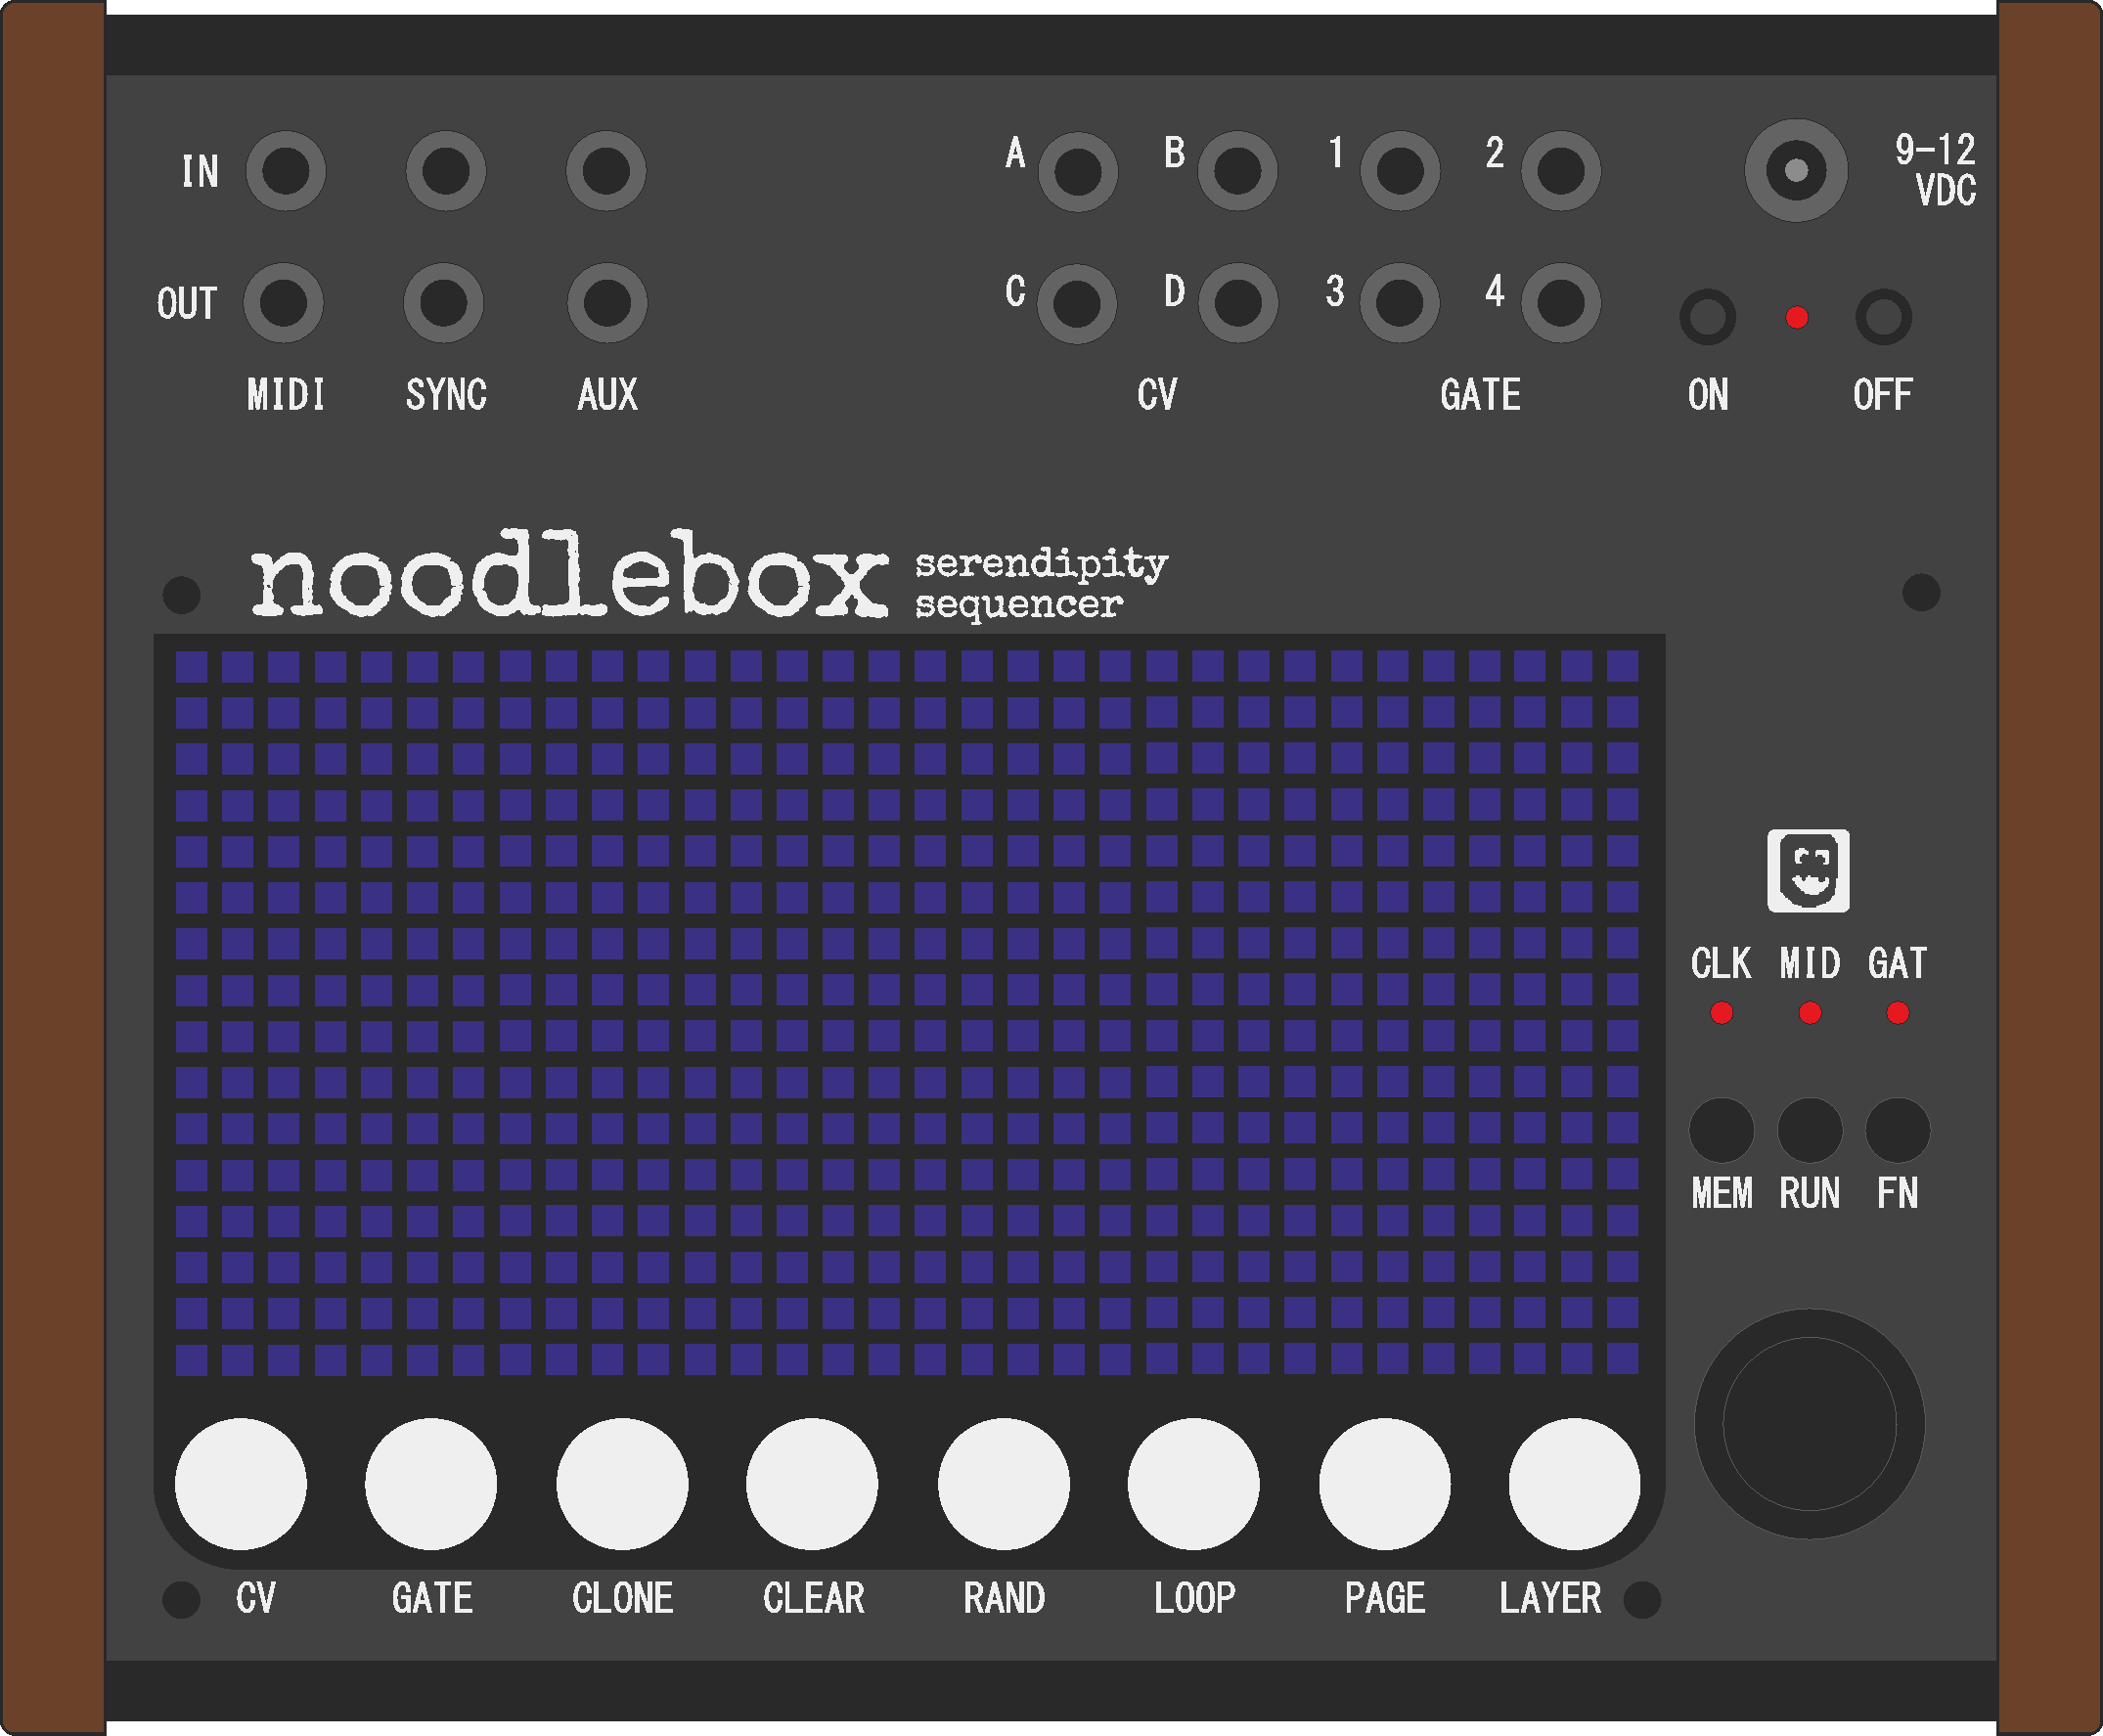 IN
A B 1 2
9-12
VDC
OUT
C D 3 4
MIDI SYNC AUX CV GATE ON OFF
noodlebox
serendipity
sequencer
CLK MID GAT
MEM RUN FN
CV GATE CLONE CLEAR RAND LOOP PAGE LAYER